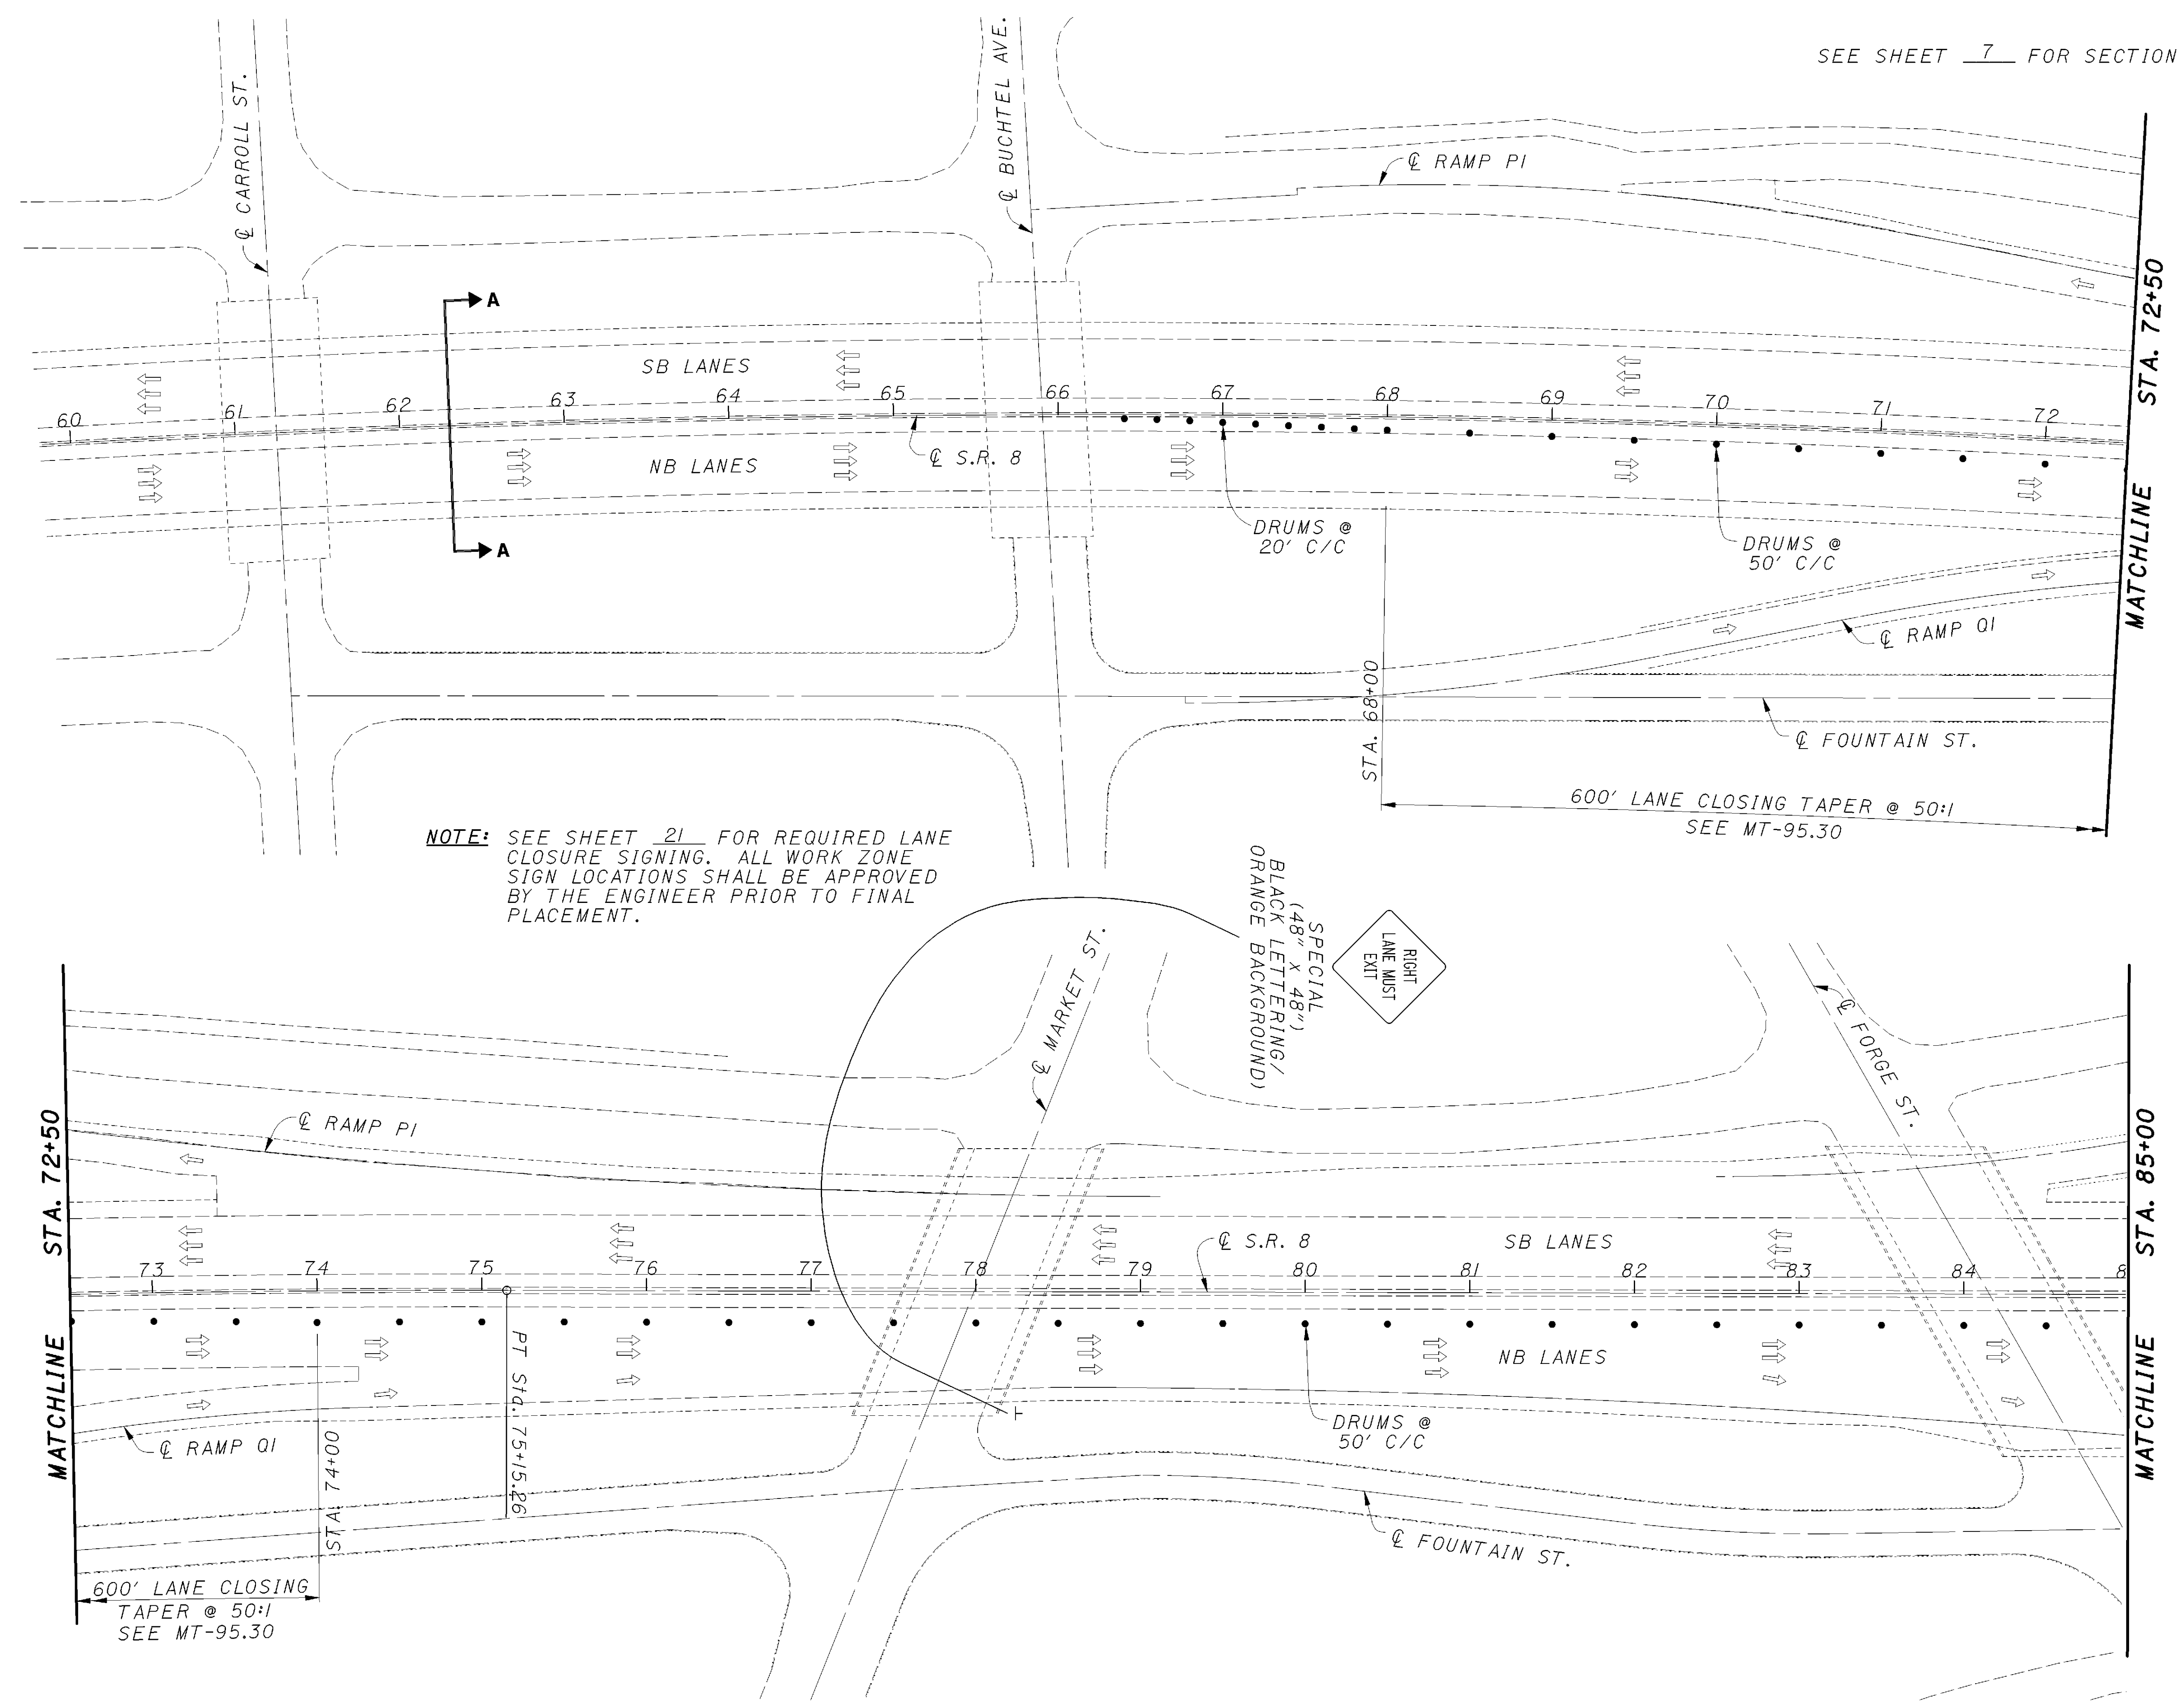 SEE SHEET 7 FOR SECTION
℄ CARROLL ST.
℄ BUCHTEL AVE.
℄ RAMP P1
STA. 72+50
MATCHLINE
A
A
SB LANES
60 61 62 63 64 65 66 67 68 69 70 71 72
NB LANES
℄ S.R. 8
DRUMS @
20' C/C
DRUMS @
50' C/C
℄ RAMP Q1
STA. 68+00
℄ FOUNTAIN ST.
600' LANE CLOSING TAPER @ 50:1
SEE MT-95.30
NOTE: SEE SHEET 21 FOR REQUIRED LANE
CLOSURE SIGNING. ALL WORK ZONE
SIGN LOCATIONS SHALL BE APPROVED
BY THE ENGINEER PRIOR TO FINAL
PLACEMENT.
SPECIAL
(48" X 48")
BLACK LETTERING/
ORANGE BACKGROUND)
RIGHT
LANE MUST
EXIT
℄ MARKET ST.
℄ FORGE ST.
STA. 72+50
MATCHLINE
℄ RAMP P1
℄ S.R. 8
SB LANES
73 74 75 76 77 78 79 80 81 82 83 84 8
STA. 85+00
MATCHLINE
NB LANES
PT Sta. 75+15.26
DRUMS @
50' C/C
℄ RAMP Q1
STA. 74+00
℄ FOUNTAIN ST.
600' LANE CLOSING
TAPER @ 50:1
SEE MT-95.30